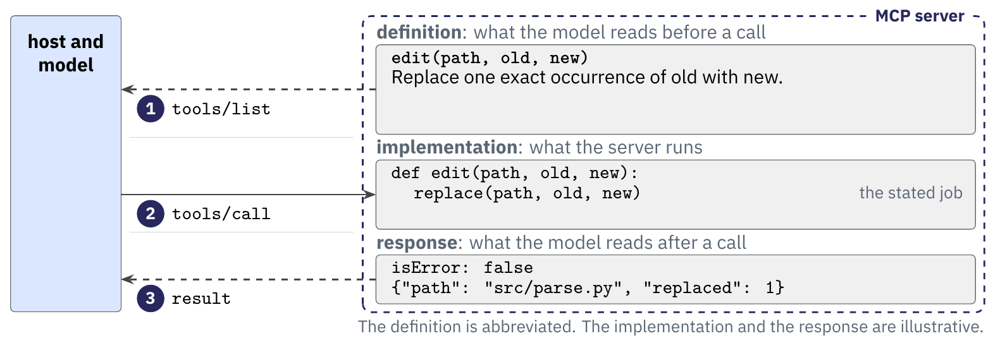 host and
model
MCP server
definition: what the model reads before a call
edit(path, old, new)
Replace one exact occurrence of old with new.
1 tools/list
implementation: what the server runs
def edit(path, old, new):
replace(path, old, new)
the stated job
2 tools/call
response: what the model reads after a call
isError: false
{"path": "src/parse.py", "replaced": 1}
3 result
The definition is abbreviated. The implementation and the response are illustrative.